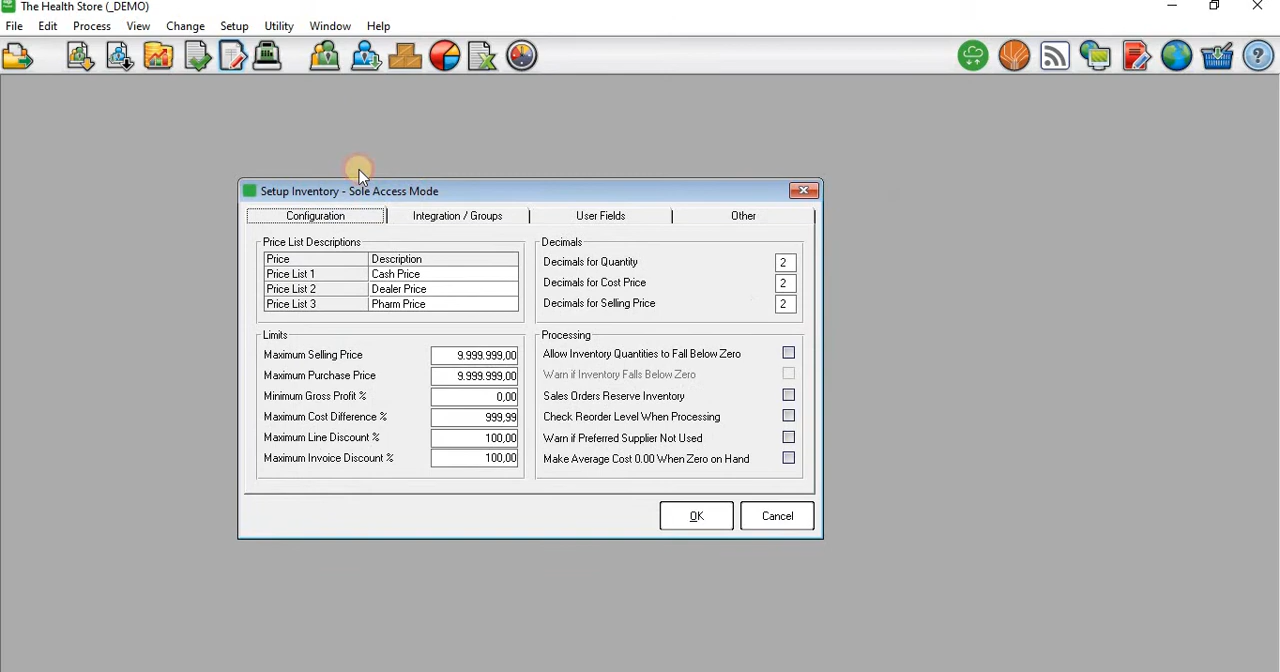 The Health Store (_DEMO)
File Edit Process View Change Setup Utility Window Help
Setup Inventory - Sole Access Mode
Configuration Integration / Groups User Fields Other
Price List Descriptions
Price Description
Price List 1 Cash Price
Price List 2 Dealer Price
Price List 3 Pharm Price
Decimals
Decimals for Quantity 2
Decimals for Cost Price 2
Decimals for Selling Price 2
Limits
Maximum Selling Price 9.999.999,00
Maximum Purchase Price 9.999.999,00
Minimum Gross Profit % 0,00
Maximum Cost Difference % 999,99
Maximum Line Discount % 100,00
Maximum Invoice Discount % 100,00
Processing
Allow Inventory Quantities to Fall Below Zero
Warn if Inventory Falls Below Zero
Sales Orders Reserve Inventory
Check Reorder Level When Processing
Warn if Preferred Supplier Not Used
Make Average Cost 0.00 When Zero on Hand
OK Cancel